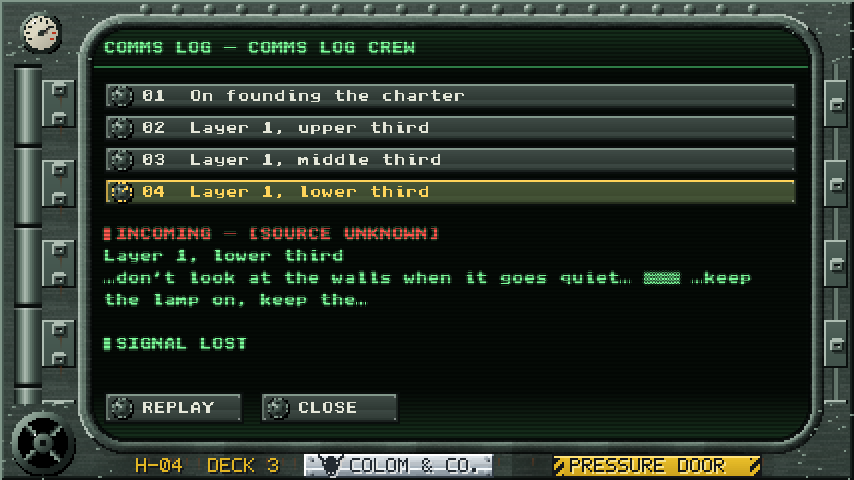 COMMS LOG — COMMS LOG CREW
01 On founding the charter
02 Layer 1, upper third
03 Layer 1, middle third
04 Layer 1, lower third
INCOMING — [SOURCE UNKNOWN]
Layer 1, lower third
…don't look at the walls when it goes quiet… ▒▒▒ …keep
the lamp on, keep the…
SIGNAL LOST
REPLAY CLOSE
H-04 DECK 3 COLOM & CO. PRESSURE DOOR